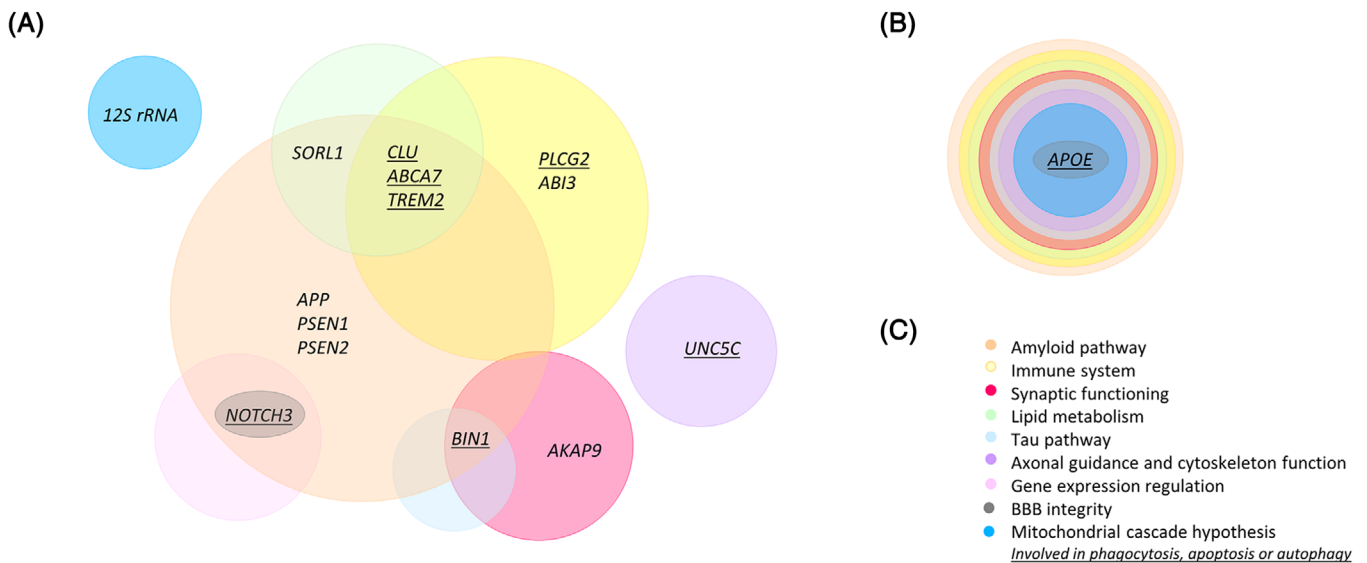 (A)
(B)
12S rRNA
SORL1
CLU
ABCA7
TREM2
PLCG2
ABI3
APOE
APP
PSEN1
PSEN2
UNC5C
NOTCH3
BIN1
AKAP9
(C)
Amyloid pathway
Immune system
Synaptic functioning
Lipid metabolism
Tau pathway
Axonal guidance and cytoskeleton function
Gene expression regulation
BBB integrity
Mitochondrial cascade hypothesis
Involved in phagocytosis, apoptosis or autophagy